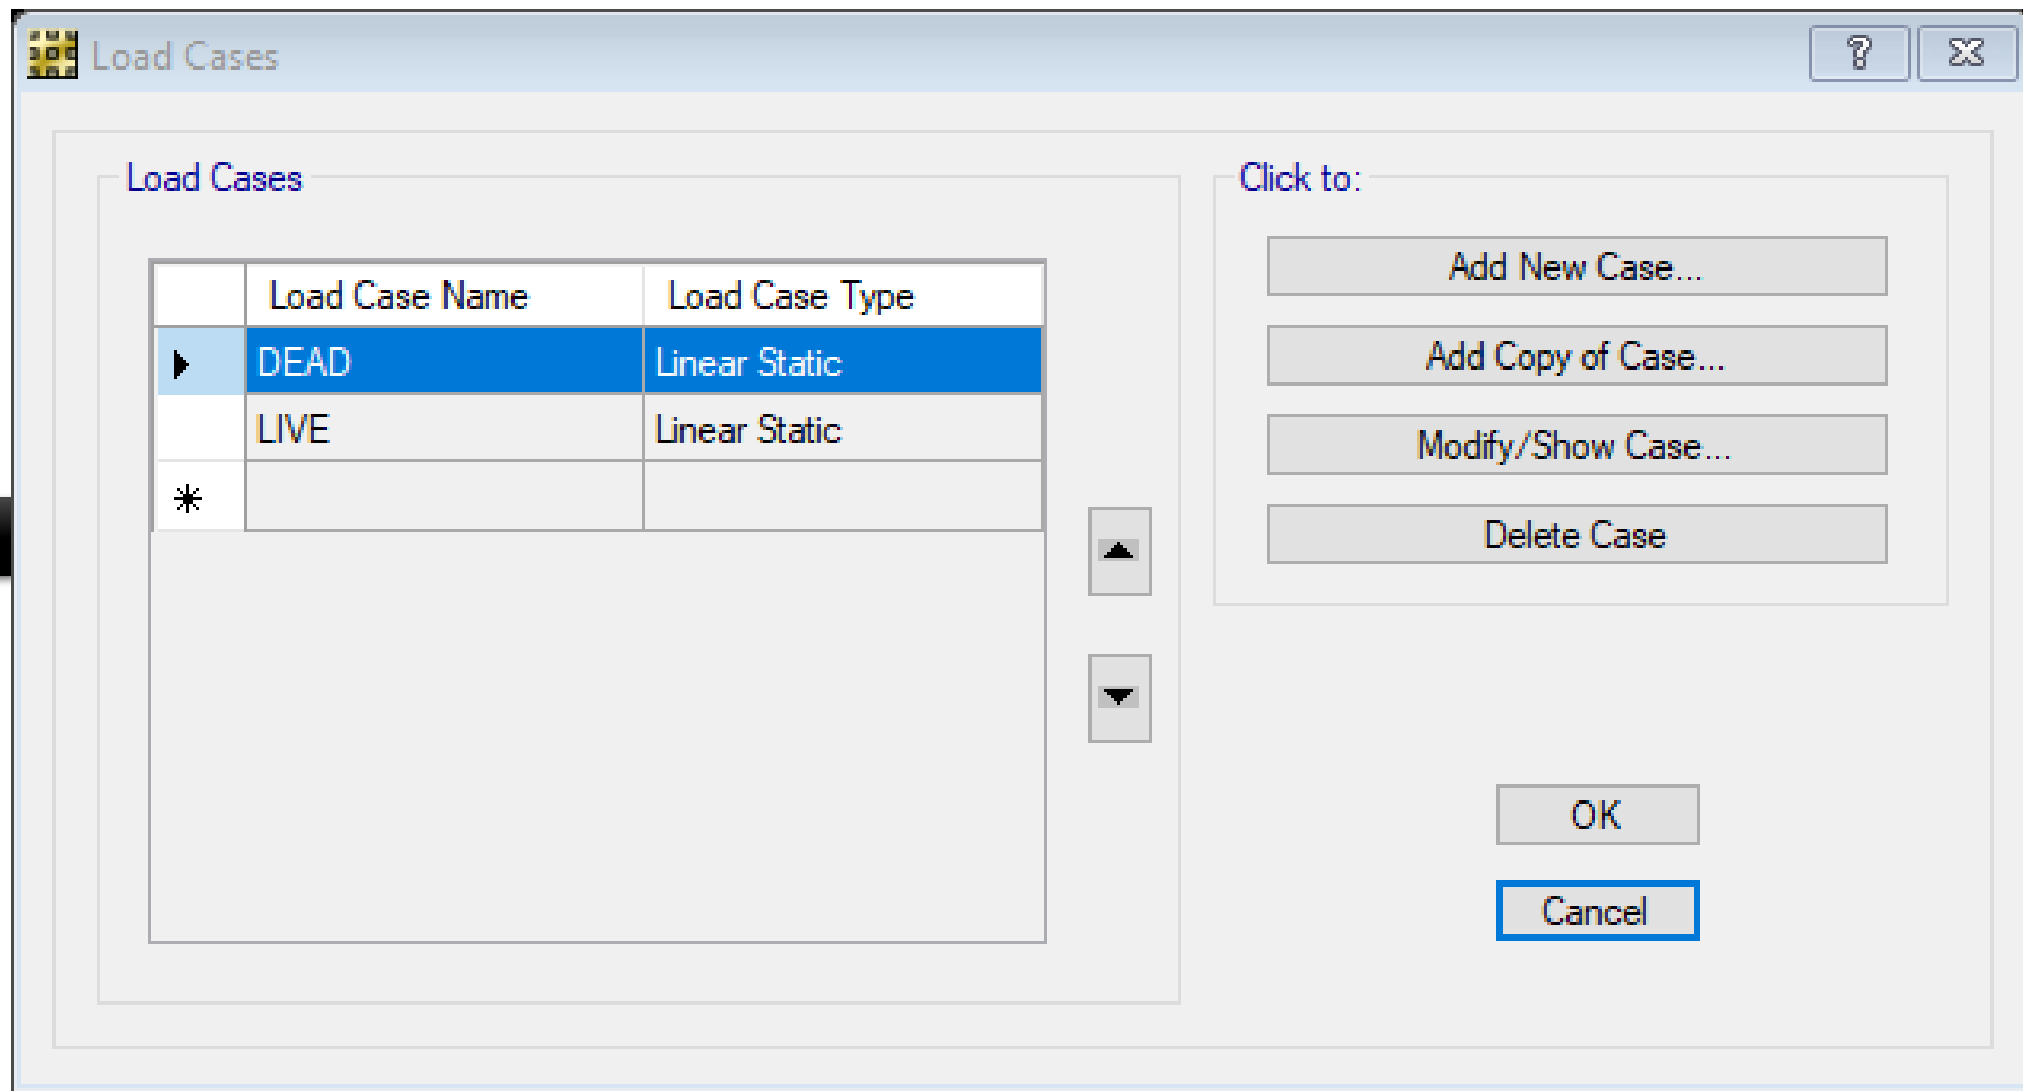 Load Cases
Load Cases
Load Case Name Load Case Type
DEAD Linear Static
LIVE Linear Static
Click to:
Add New Case...
Add Copy of Case...
Modify/Show Case...
Delete Case
OK
Cancel